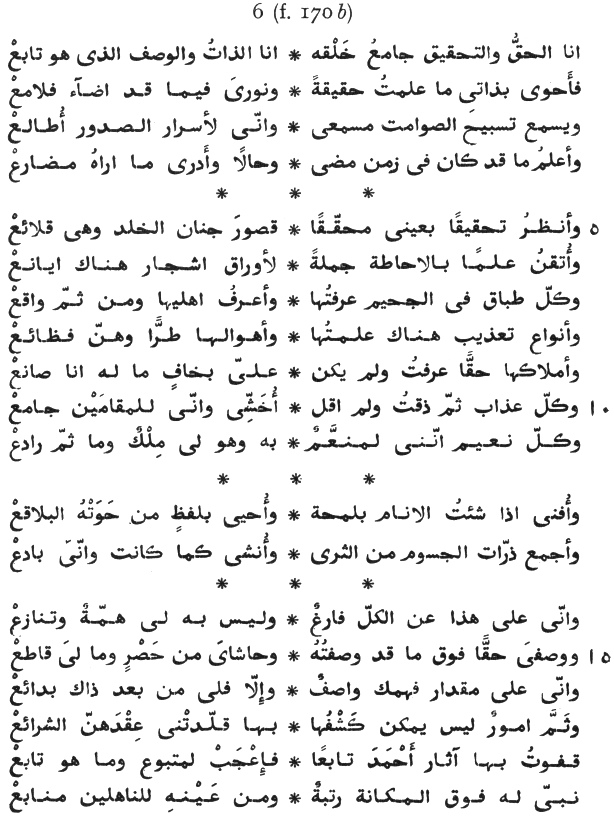 6 (f. 170 b)
انا الحقُّ والتحقيق جامعُ خَلْقه * انا الذاتُ والوصف الذى هو تابعْ
فأَحوى بذاتى ما علمتُ حقيقةً * ونورىَ فيما قد اضآء فلامعْ
ويسمع تسبيحَ الصوامت مسمعى * وانّى لأسرار الصدور أُطالعْ
وأعلمُ ما قد كان فى زمن مضى * وحالًا وأَدرى ما اراهُ مضارعْ
* * *
٥ وأنظرُ تحقيقًا بعينى محقّقًا * قصورَ جنان الخلد وهى قلائعْ
وأُتقنُ علمًا بالاحاطة جملةً * لأوراق اشجار هناك ايانعْ
وكلّ طباق فى الجحيم عرفتُها * وأعرفُ اهليها ومن ثمّ واقعْ
وأنواع تعذيب هناك علمتُها * وأهوالها طرًّا وهنّ فظائعْ
وأملاكها حقًّا عرفتُ ولم يكن * علىّ بخافٍ ما له انا صانعْ
١٠ وكلّ عذاب ثمّ ذقتُ ولم اقل * أُخَشِّى وانّى للمقامَيْن جامعْ
وكلّ نعيم انّنى لمنعَّمٌ * به وهو لى مِلْكٌ وما ثمّ رادعْ
* * *
وأُفنى اذا شئتُ الانام بلمحة * وأُحيى بلفظٍ من حَوَتْهُ البلاقعْ
وأجمع ذرّات الجسوم من الثرى * وأُنشى كما كانت وانّىَ بادعْ
* * *
وانّى على هذا عن الكلّ فارغٌ * وليس به لى همّةٌ وتنازعْ
١٥ ووصفىَ حقًّا فوق ما قد وصفتُهُ * وحاشاىَ من حَصْرٍ وما لىَ قاطعْ
وانّى على مقدار فهمك واصفٌ * وإلّا فلى من بعد ذاك بدائعْ
وثَمَّ امورٌ ليس يمكن كَشْفُها * بها قلّدتْنى عِقْدَهنّ الشرائعْ
قفوتُ بها آثار أَحْمَدَ تابعًا * فإعْجَبْ لمتبوع وما هو تابعْ
نبىّ له فوق المكانة رتبةٌ * ومن عَيْنهِ للناهلين منابعْ